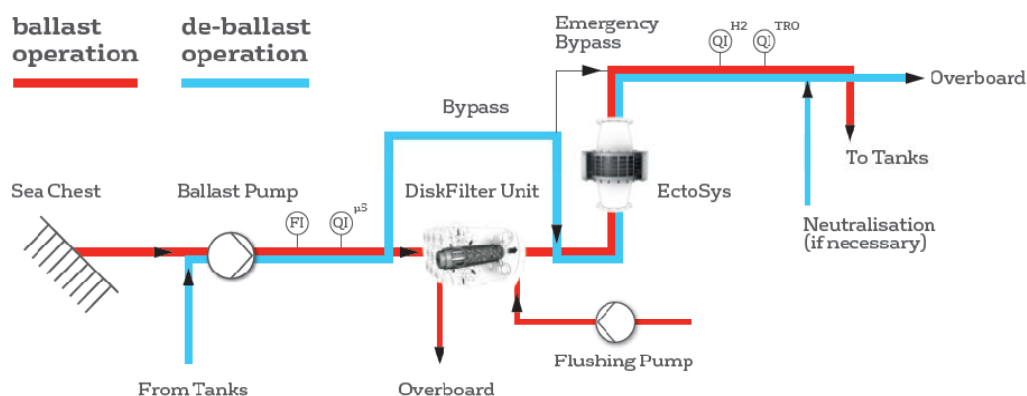 ballast
operation
de-ballast
operation
Emergency
Bypass
QI H2
QI TRO
Overboard
Bypass
To Tanks
Sea Chest
Ballast Pump
DiskFilter Unit
EctoSys
FI
QI µS
Neutralisation
(if necessary)
Flushing Pump
From Tanks
Overboard